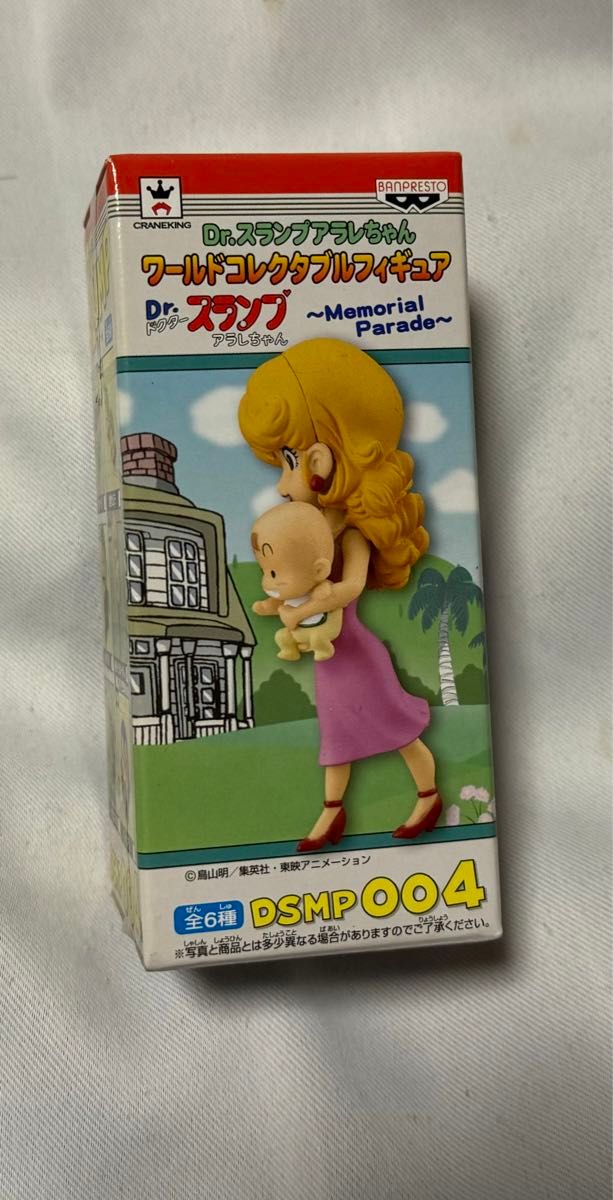 CRANEKING
BANPRESTO
Dr.スランプアラレちゃん
ワールドコレクタブルフィギュア
Dr.スランプ
ドクター
アラレちゃん
~Memorial
Parade~
©鳥山明/集英社・東映アニメーション
ぜん しゅ
全6種
DSMP004
しゃしん しょうひん たしょうこと ばあい りょうしょう
※写真と商品とは多少異なる場合がありますのでご了承ください。